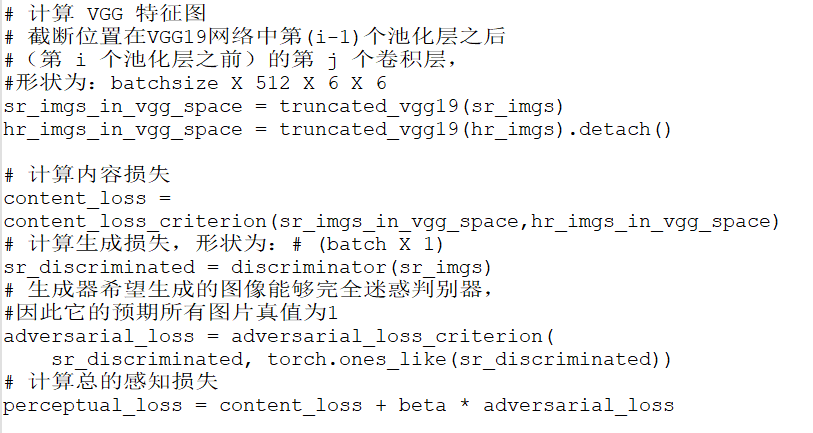 # 计算 VGG 特征图
# 截断位置在VGG19网络中第(i-1)个池化层之后
#（第 i 个池化层之前）的第 j 个卷积层，
#形状为：batchsize X 512 X 6 X 6
sr_imgs_in_vgg_space = truncated_vgg19(sr_imgs)
hr_imgs_in_vgg_space = truncated_vgg19(hr_imgs).detach()
# 计算内容损失
content_loss =
content_loss_criterion(sr_imgs_in_vgg_space,hr_imgs_in_vgg_space)
# 计算生成损失，形状为：# (batch X 1)
sr_discriminated = discriminator(sr_imgs)
# 生成器希望生成的图像能够完全迷惑判别器，
#因此它的预期所有图片真值为1
adversarial_loss = adversarial_loss_criterion(
    sr_discriminated, torch.ones_like(sr_discriminated))
# 计算总的感知损失
perceptual_loss = content_loss + beta * adversarial_loss